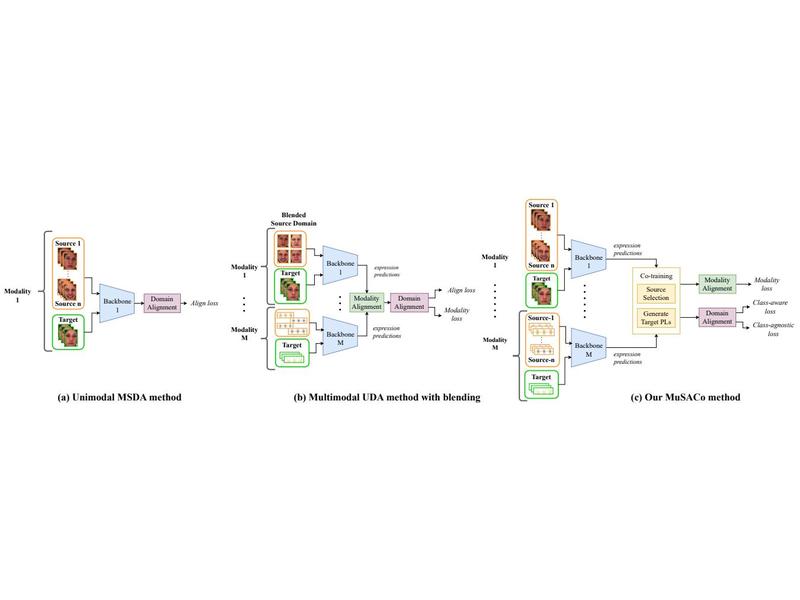 Modality
1
Source 1
Source n
Target
Backbone
1
Domain
Alignment
Align loss
(a) Unimodal MSDA method
Blended
Source Domain
Modality
1
Target
Backbone
1
expression
predictions
Modality
M
Target
Backbone
M
expression
predictions
Modality
Alignment
Domain
Alignment
Align loss
Modality
loss
(b) Multimodal UDA method with blending
Modality
1
Source 1
Source n
Target
Backbone
1
expression
predictions
Modality
M
Source-1
Source-n
Target
Backbone
M
expression
predictions
Co-training
Source
Selection
Generate
Target PLs
Modality
Alignment
Modality
loss
Domain
Alignment
Class-aware
loss
Class-agnostic
loss
(c) Our MuSACo method